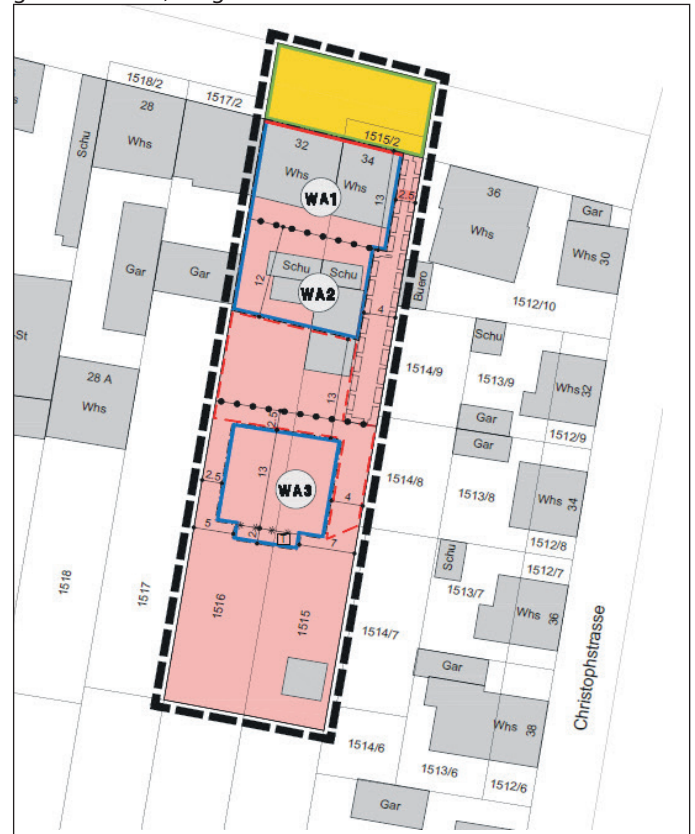 1518/2
1517/2
28
Whs
Schu
1515/2
32
Whs
34
Whs
13
2.5
WA1
36
Whs
Gar
Whs 30
Schu
Schu
12
WA2
4
Buero
1512/10
Gar
Gar
-St
28 A
Whs
13
2.5
1514/9
Schu
1513/9
Whs 32
Gar
Gar
1512/9
13
WA3
2.5
4
5
2
7
1514/8
1513/8
Whs 34
1512/8
1512/7
Schu
1513/7
Whs 36
1518
1517
1516
1515
1514/7
Gar
Whs 38
Christophstrasse
1514/6
1513/6
1512/6
Gar